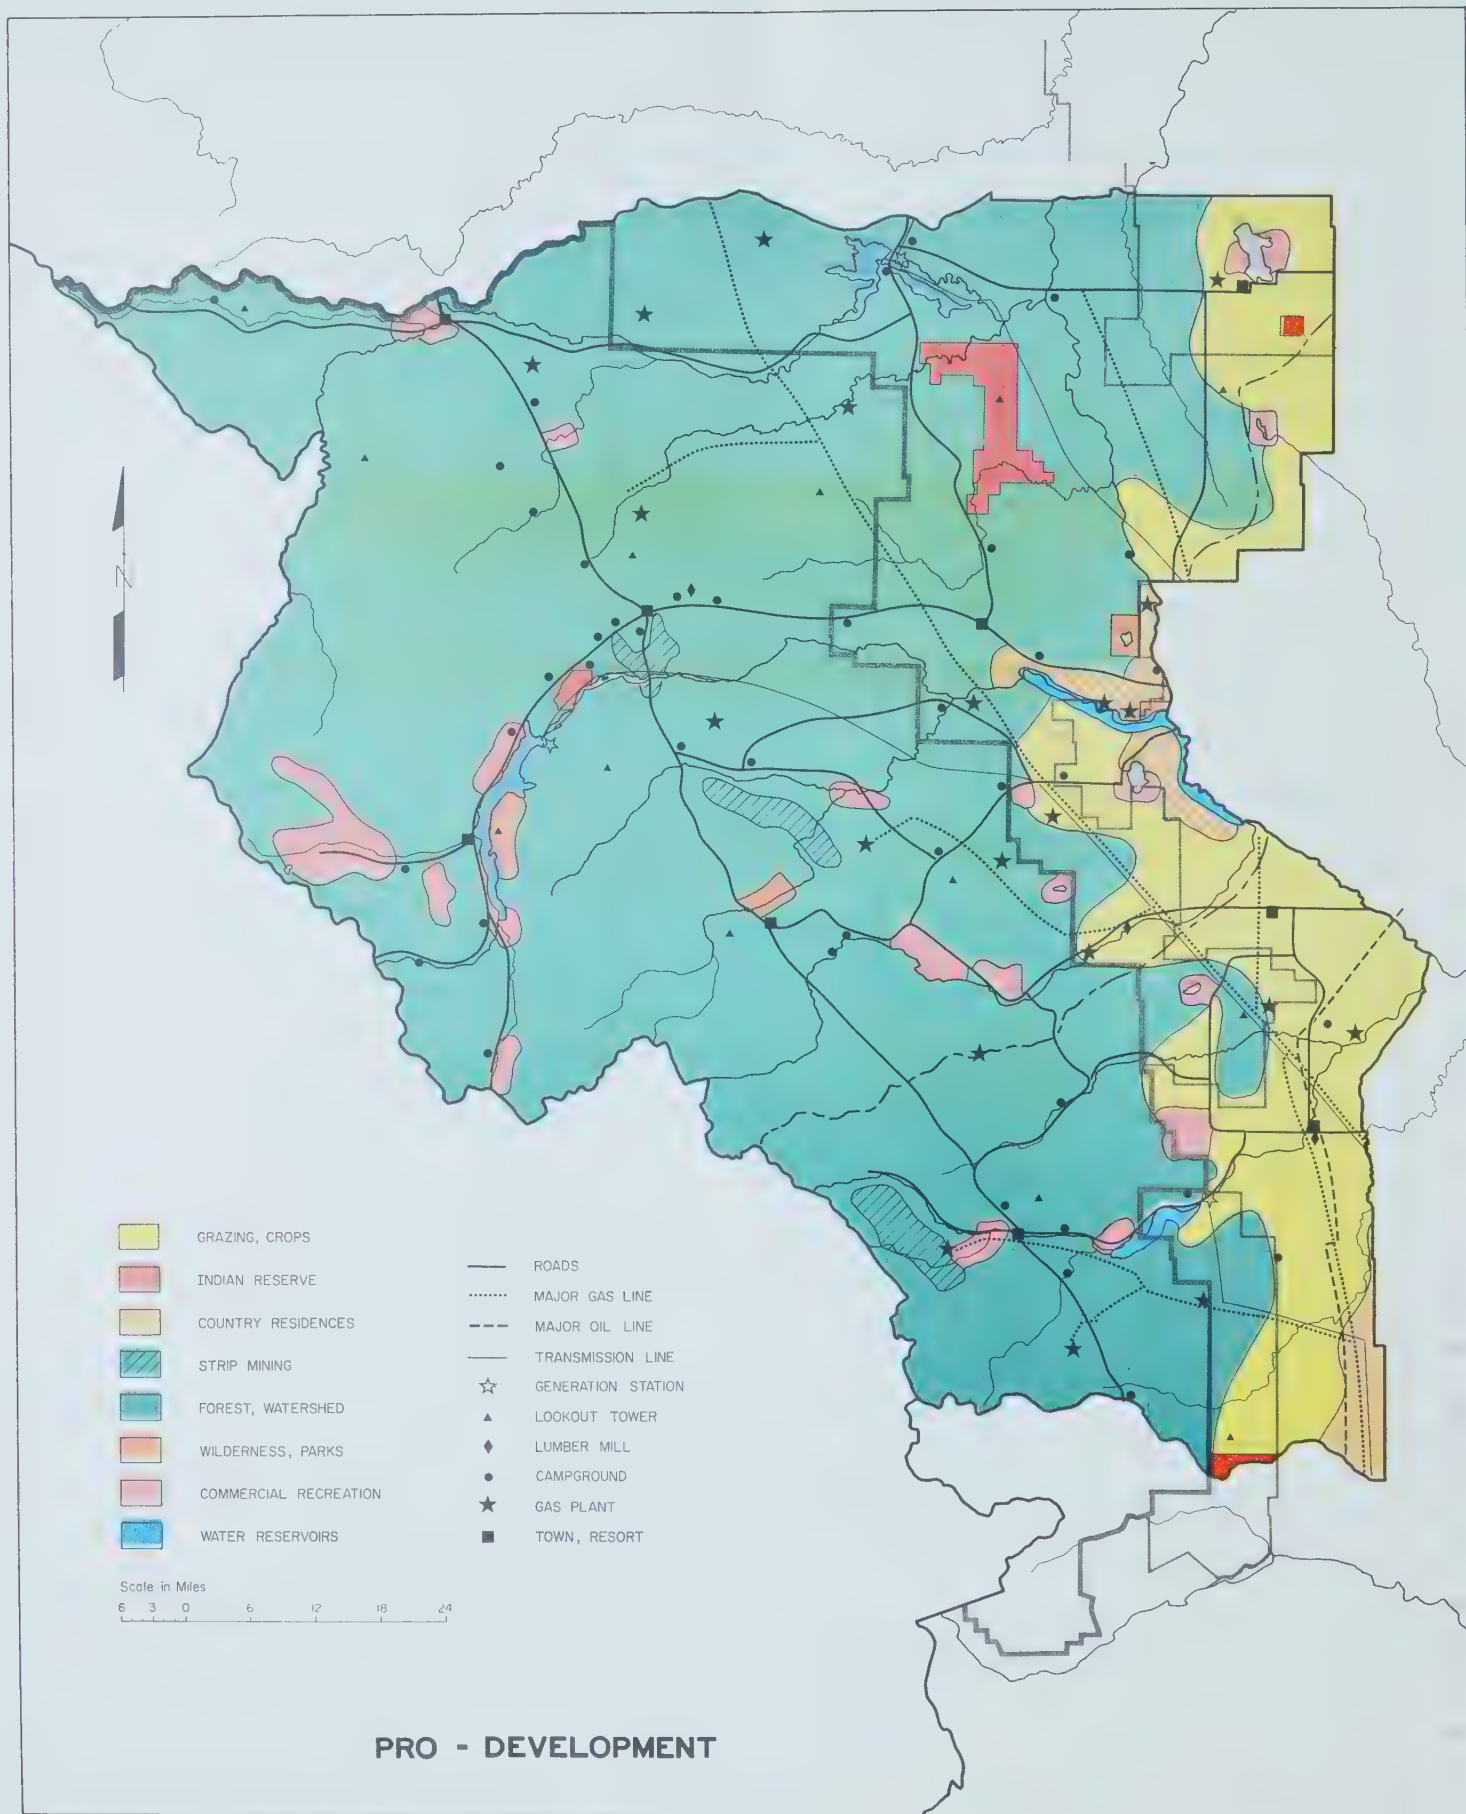 N
GRAZING, CROPS
INDIAN RESERVE
COUNTRY RESIDENCES
STRIP MINING
FOREST, WATERSHED
WILDERNESS, PARKS
COMMERCIAL RECREATION
WATER RESERVOIRS
ROADS
MAJOR GAS LINE
MAJOR OIL LINE
TRANSMISSION LINE
GENERATION STATION
LOOKOUT TOWER
LUMBER MILL
CAMPGROUND
GAS PLANT
TOWN, RESORT
Scale in Miles
6 3 0 6 12 18 24
PRO - DEVELOPMENT